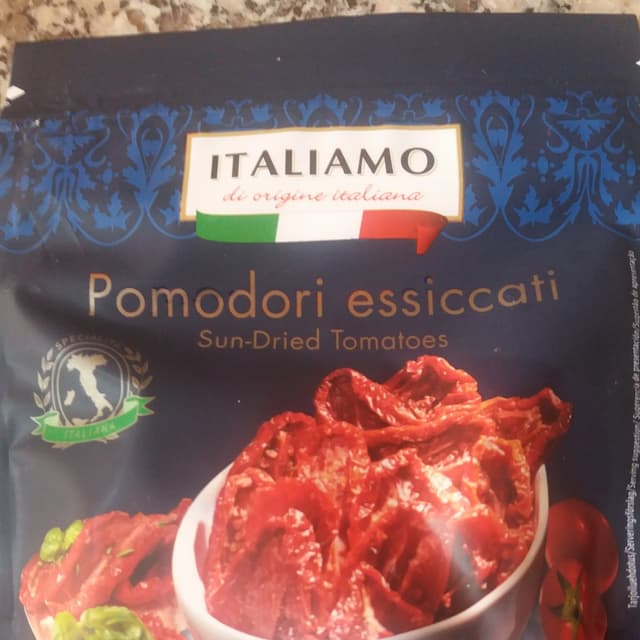 ITALIAMO
di origine italiana
Pomodori essiccati
Sun-Dried Tomatoes
ITALIANA